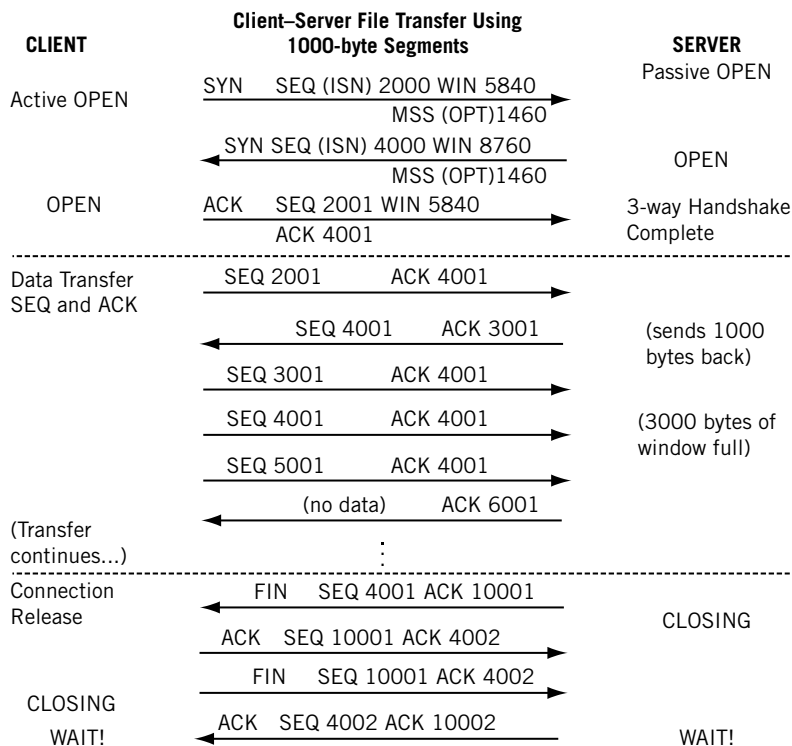 Client–Server File Transfer Using
1000-byte Segments
CLIENT
SERVER
Passive OPEN
Active OPEN
SYN SEQ (ISN) 2000 WIN 5840
MSS (OPT)1460
SYN SEQ (ISN) 4000 WIN 8760
MSS (OPT)1460
OPEN
OPEN
ACK SEQ 2001 WIN 5840
ACK 4001
3-way Handshake
Complete
Data Transfer
SEQ and ACK
SEQ 2001 ACK 4001
SEQ 4001 ACK 3001
(sends 1000
bytes back)
SEQ 3001 ACK 4001
SEQ 4001 ACK 4001
(3000 bytes of
window full)
SEQ 5001 ACK 4001
(no data) ACK 6001
(Transfer
continues...)
Connection
Release
FIN SEQ 4001 ACK 10001
CLOSING
ACK SEQ 10001 ACK 4002
FIN SEQ 10001 ACK 4002
CLOSING
WAIT!
ACK SEQ 4002 ACK 10002
WAIT!